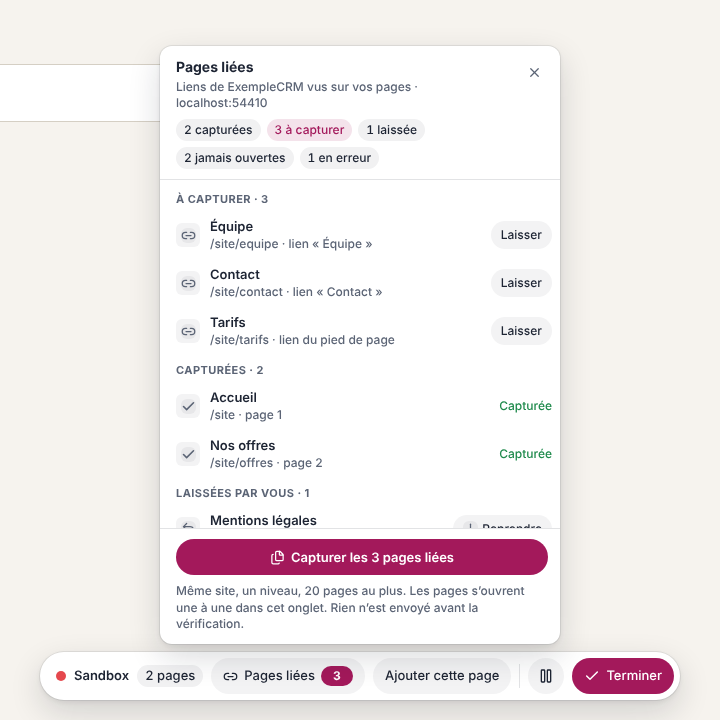 Pages liées
Liens de ExempleCRM vus sur vos pages ·
localhost:54410
2 capturées 3 à capturer 1 laissée
2 jamais ouvertes 1 en erreur
À CAPTURER · 3
Équipe
/site/equipe · lien « Équipe »
Laisser
Contact
/site/contact · lien « Contact »
Laisser
Tarifs
/site/tarifs · lien du pied de page
Laisser
CAPTURÉES · 2
Accueil
/site · page 1
Capturée
Nos offres
/site/offres · page 2
Capturée
LAISSÉES PAR VOUS · 1
Mentions légales
Reprendre
Capturer les 3 pages liées
Même site, un niveau, 20 pages au plus. Les pages s’ouvrent
une à une dans cet onglet. Rien n’est envoyé avant la
vérification.
Sandbox 2 pages Pages liées 3 Ajouter cette page Terminer